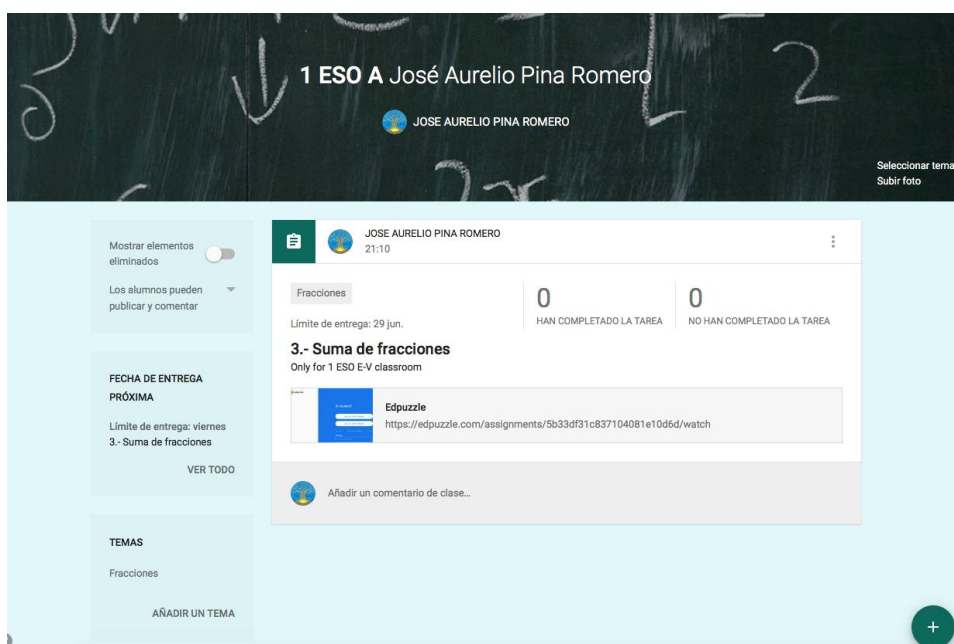 1 ESO A José Aurelio Pina Romero
JOSE AURELIO PINA ROMERO
Seleccionar tema
Subir foto
Mostrar elementos
eliminados
Los alumnos pueden
publicar y comentar
FECHA DE ENTREGA
PRÓXIMA
Límite de entrega: viernes
3.- Suma de fracciones
VER TODO
TEMAS
Fracciones
AÑADIR UN TEMA
JOSE AURELIO PINA ROMERO
21:10
Fracciones
Límite de entrega: 29 jun.
0
HAN COMPLETADO LA TAREA
0
NO HAN COMPLETADO LA TAREA
3.- Suma de fracciones
Only for 1 ESO E-V classroom
Edpuzzle
https://edpuzzle.com/assignments/5b33df31c837104081e10d6d/watch
Añadir un comentario de clase...
+